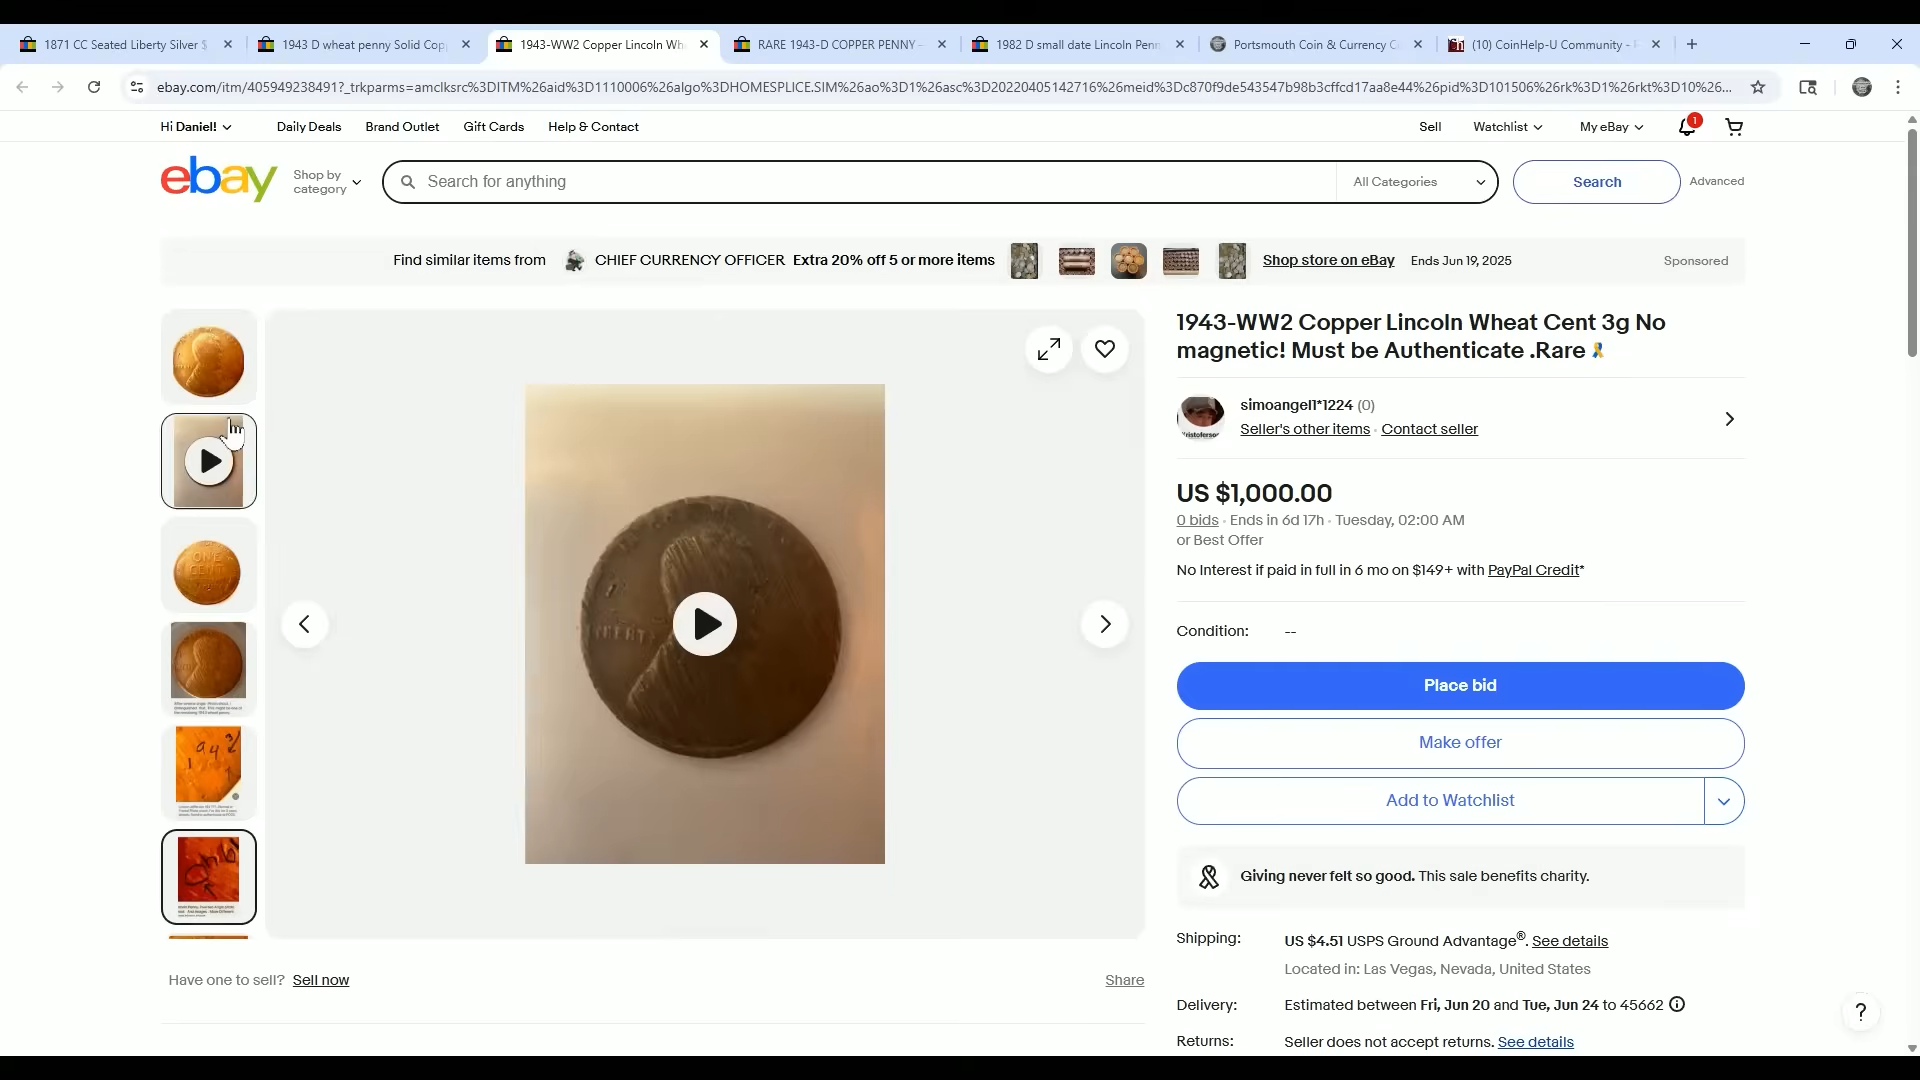 1871 CC Seated Liberty Silver $
1943 D wheat penny Solid Cop
1943-WW2 Copper Lincoln Wh
RARE 1943-D COPPER PENNY -
1982 D small date Lincoln Penn
Portsmouth Coin & Currency C
(10) CoinHelp-U Community -
ebay.com/itm/405949238491?_trkparms=amclksrc%3DITM%26aid%3D1110006%26algo%3DHOMESPLICE.SIM%26ao%3D1%26asc%3D20220405142716%26meid%3Dc870f9de543547b98b3cffcd17aa8e44%26pid%3D101506%26rk%3D1%26rkt%3D10%26...
Hi Daniel!
Daily Deals
Brand Outlet
Gift Cards
Help & Contact
Sell
Watchlist
My eBay
1
ebay
Shop by
category
Search for anything
All Categories
Search
Advanced
Find similar items from
CHIEF CURRENCY OFFICER
Extra 20% off 5 or more items
Shop store on eBay
Ends Jun 19, 2025
Sponsored
1943-WW2 Copper Lincoln Wheat Cent 3g No
magnetic! Must be Authenticate .Rare
simoangel1*1224 (0)
Seller's other items · Contact seller
US $1,000.00
0 bids · Ends in 6d 17h · Tuesday, 02:00 AM
or Best Offer
No Interest if paid in full in 6 mo on $149+ with PayPal Credit*
Condition:
--
Place bid
Make offer
Add to Watchlist
Giving never felt so good. This sale benefits charity.
Shipping:
US $4.51 USPS Ground Advantage®. See details
Located in: Las Vegas, Nevada, United States
Delivery:
Estimated between Fri, Jun 20 and Tue, Jun 24 to 45662
Returns:
Seller does not accept returns. See details
ONE
CENT
Have one to sell? Sell now
Share
?